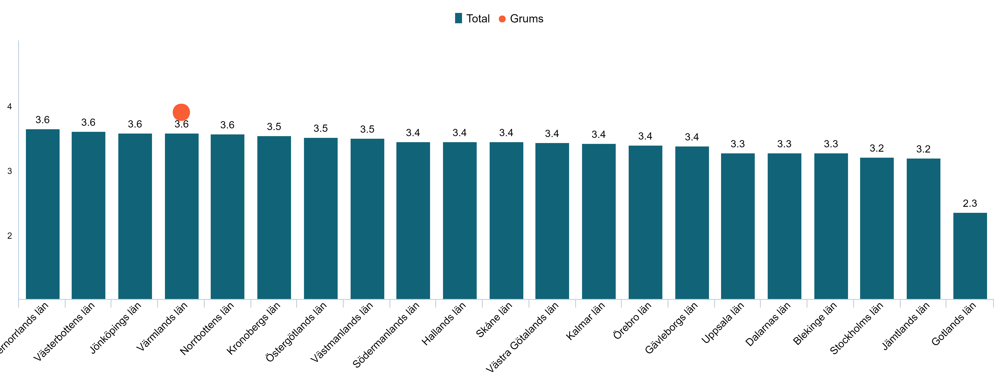 Total Grums
4
3
2
3.6 3.6 3.6 3.6 3.6 3.5 3.5 3.5 3.4 3.4 3.4 3.4 3.4 3.4 3.4 3.3 3.3 3.3 3.2 3.2 2.3
ernorrlands län
Västerbottens län
Jönköpings län
Värmlands län
Norrbottens län
Kronobergs län
Östergötlands län
Västmanlands län
Södermanlands län
Hallands län
Skåne län
Västra Götalands län
Kalmar län
Örebro län
Gävleborgs län
Uppsala län
Dalarnas län
Blekinge län
Stockholms län
Jämtlands län
Gotlands län